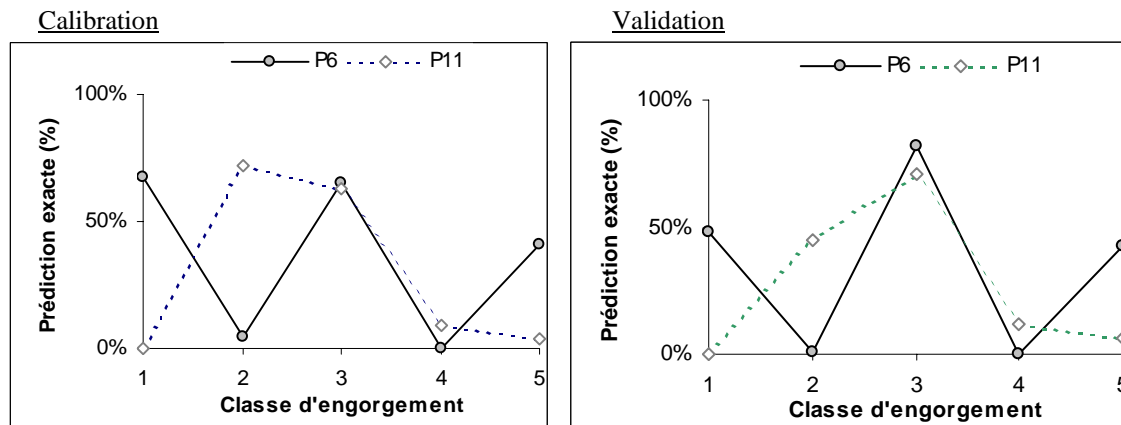 Calibration
P6 P11
100%
50%
0%
Prédiction exacte (%)
1 2 3 4 5
Classe d'engorgement
Validation
P6 P11
100%
50%
0%
Prédiction exacte (%)
1 2 3 4 5
Classe d'engorgement